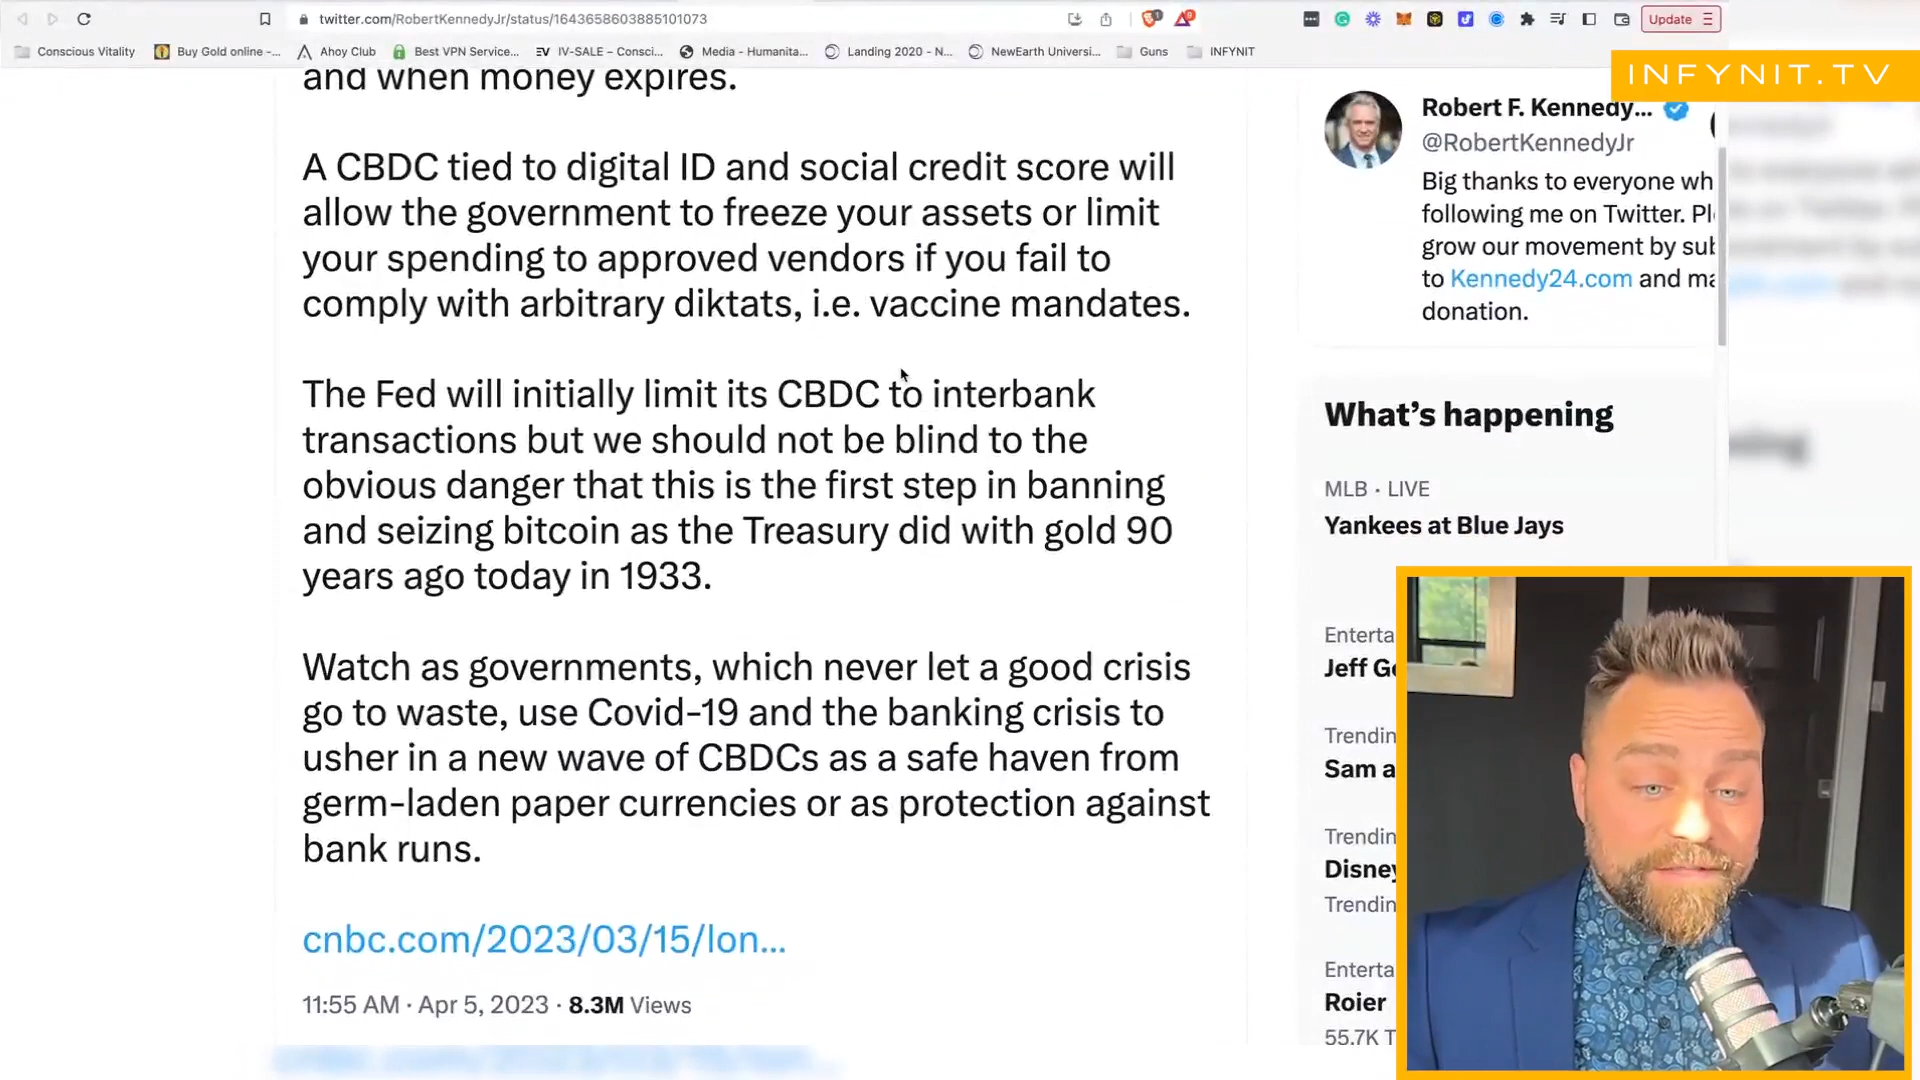 twitter.com/RobertKennedyJr/status/1643658603885101073
Update
Conscious Vitality
Buy Gold online -...
Ahoy Club
Best VPN Service...
IV-SALE – Consci...
Media - Humanita...
Landing 2020 - N...
NewEarth Universi...
Guns
INFYNIT
INFYNIT.TV
and when money expires.
A CBDC tied to digital ID and social credit score will
allow the government to freeze your assets or limit
your spending to approved vendors if you fail to
comply with arbitrary diktats, i.e. vaccine mandates.
The Fed will initially limit its CBDC to interbank
transactions but we should not be blind to the
obvious danger that this is the first step in banning
and seizing bitcoin as the Treasury did with gold 90
years ago today in 1933.
Watch as governments, which never let a good crisis
go to waste, use Covid-19 and the banking crisis to
usher in a new wave of CBDCs as a safe haven from
germ-laden paper currencies or as protection against
bank runs.
cnbc.com/2023/03/15/lon...
11:55 AM · Apr 5, 2023 · 8.3M Views
Robert F. Kennedy...
@RobertKennedyJr
Big thanks to everyone wh
following me on Twitter. Pl
grow our movement by sub
to Kennedy24.com and ma
donation.
What's happening
MLB · LIVE
Yankees at Blue Jays
Enterta
Jeff Go
Trendin
Sam a
Trendin
Disney
Trendin
Enterta
Roier
55.7K T